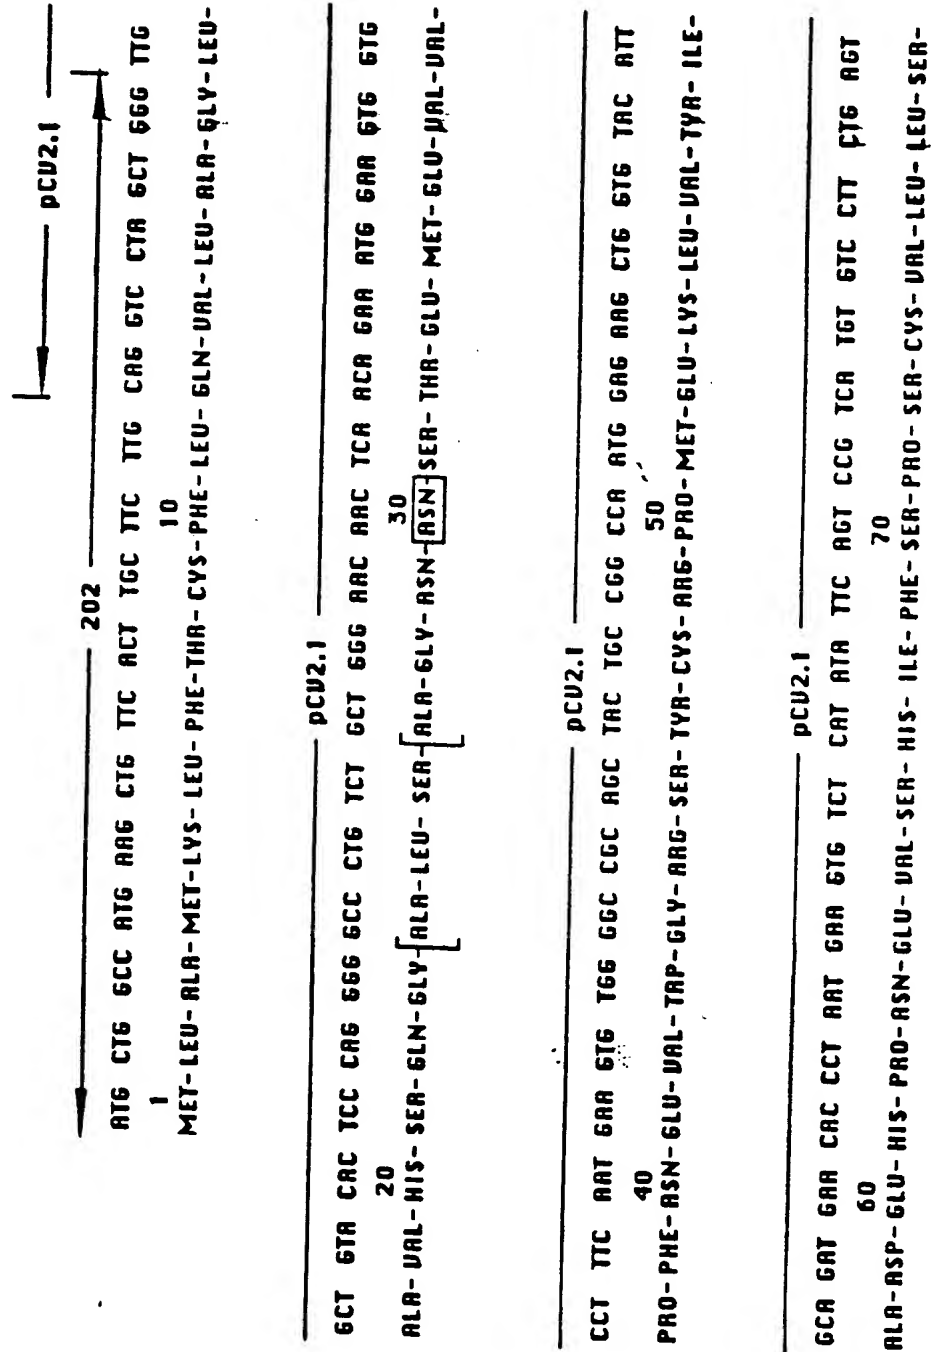 pCV2.1
202
ATG CTG GCC ATG AAG CTG TTC ACT TGC TTC TTG CAG GTC CTA GCT GGG TTG
1 10
MET-LEU-ALA-MET-LYS-LEU-PHE-THR-CYS-PHE-LEU-GLN-VAL-LEU-ALA-GLY-LEU-
pCV2.1
GCT GTA CAC TCC CAG GGG GCC CTG TCT GCT GGG AAC AAC TCA ACA GAA ATG GAA GTG GTG
20 30
ALA-VAL-HIS-SER-GLN-GLY-ALA-LEU-SER-ALA-GLY-ASN-ASN-SER-THR-GLU-MET-GLU-VAL-VAL-
pCV2.1
CCT TTC AAT GAA GTG TGG GGC CGC AGC TAC TGC CGG CCA ATG GAG AAG CTG GTG TAC ATT
40 50
PRO-PHE-ASN-GLU-VAL-TRP-GLY-ARG-SER-TYR-CYS-ARG-PRO-MET-GLU-LYS-LEU-VAL-TYR-ILE-
pCV2.1
GCA GAT GAA CAC CCT AAT GAA GTG TCT CAT ATA TTC AGT CCG TCA TGT GTC CTT CTG AGT
60 70
ALA-ASP-GLU-HIS-PRO-ASN-GLU-VAL-SER-HIS-ILE-PHE-SER-PRO-SER-CYS-VAL-LEU-LEU-SER-